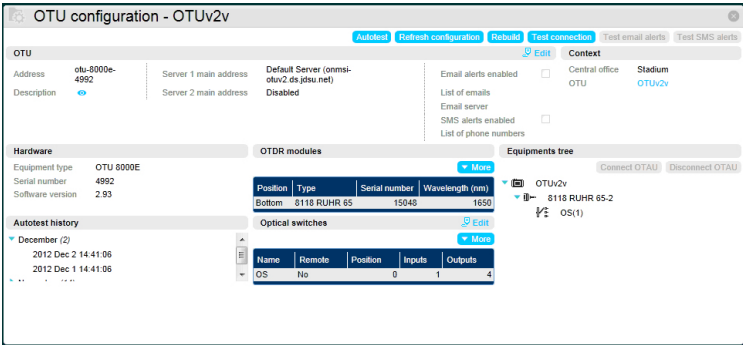 OTU configuration - OTUv2v
Autotest Refresh configuration Rebuild Test connection Test email alerts Test SMS alerts
OTU
Edit
Address otu-8000e-4992
Description
Server 1 main address Default Server (onmsi-otuv2.ds.jdsu.net)
Server 2 main address Disabled
Email alerts enabled
List of emails
Email server
SMS alerts enabled
List of phone numbers
Context
Central office Stadium
OTU OTUv2v
Hardware
Equipment type OTU 8000E
Serial number 4992
Software version 2.93
OTDR modules
More
Position Type Serial number Wavelength (nm)
Bottom 8118 RUHR 65 15048 1650
Equipments tree
Connect OTAU Disconnect OTAU
OTUv2v
8118 RUHR 65-2
OS(1)
Autotest history
December (2)
2012 Dec 2 14:41:06
2012 Dec 1 14:41:06
Optical switches
Edit
More
Name Remote Position Inputs Outputs
OS No 0 1 4